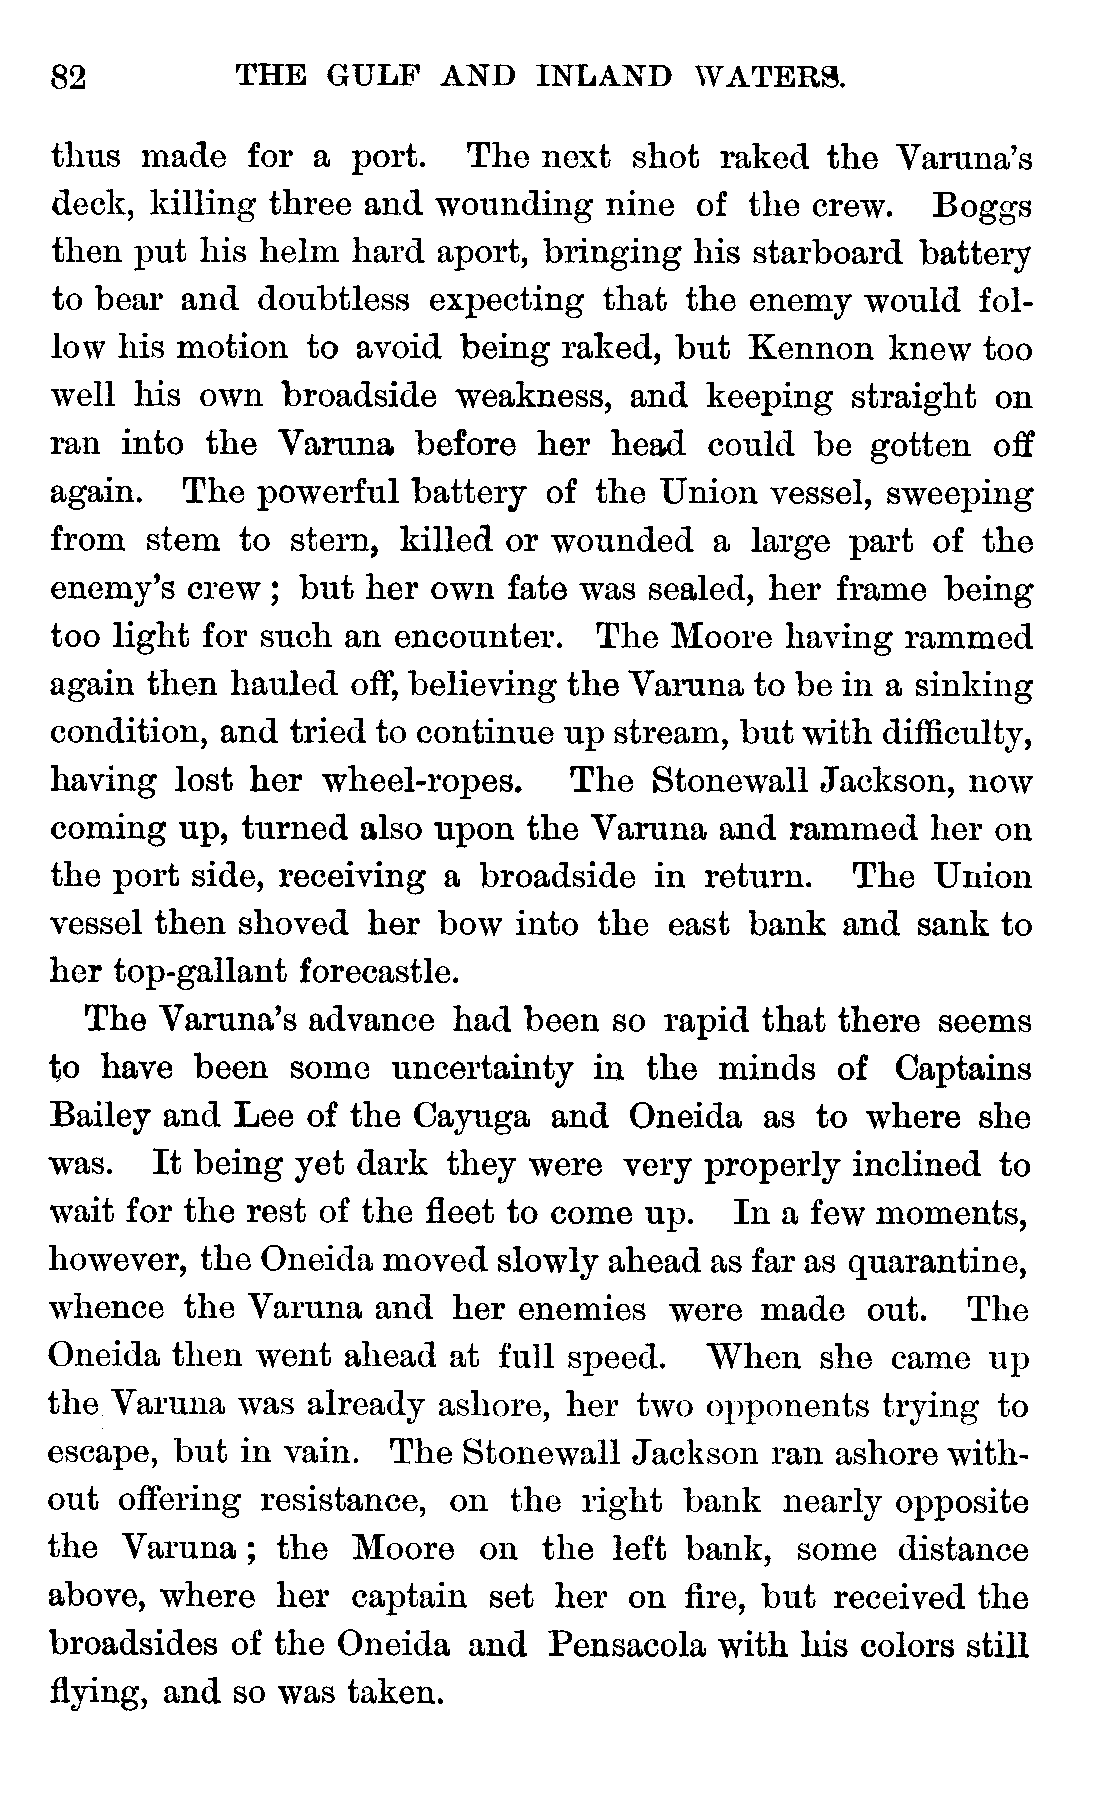 82 THE GULF AND INLAND WATERS.
thus made for a port. The next shot raked the Varuna's
deck, killing three and wounding nine of the crew. Boggs
then put his helm hard aport, bringing his starboard battery
to bear and doubtless expecting that the enemy would fol-
low his motion to avoid being raked, but Kennon knew too
well his own broadside weakness, and keeping straight on
ran into the Varuna before her head could be gotten off
again. The powerful battery of the Union vessel, sweeping
from stem to stern, killed or wounded a large part of the
enemy's crew ; but her own fate was sealed, her frame being
too light for such an encounter. The Moore having rammed
again then hauled off, believing the Varuna to be in a sinking
condition, and tried to continue up stream, but with difficulty,
having lost her wheel-ropes. The Stonewall Jackson, now
coming up, turned also upon the Varuna and rammed her on
the port side, receiving a broadside in return. The Union
vessel then shoved her bow into the east bank and sank to
her top-gallant forecastle.
The Varuna's advance had been so rapid that there seems
to have been some uncertainty in the minds of Captains
Bailey and Lee of the Cayuga and Oneida as to where she
was. It being yet dark they were very properly inclined to
wait for the rest of the fleet to come up. In a few moments,
however, the Oneida moved slowly ahead as far as quarantine,
whence the Varuna and her enemies were made out. The
Oneida then went ahead at full speed. When she came up
the Varuna was already ashore, her two opponents trying to
escape, but in vain. The Stonewall Jackson ran ashore with-
out offering resistance, on the right bank nearly opposite
the Varuna ; the Moore on the left bank, some distance
above, where her captain set her on fire, but received the
broadsides of the Oneida and Pensacola with his colors still
flying, and so was taken.